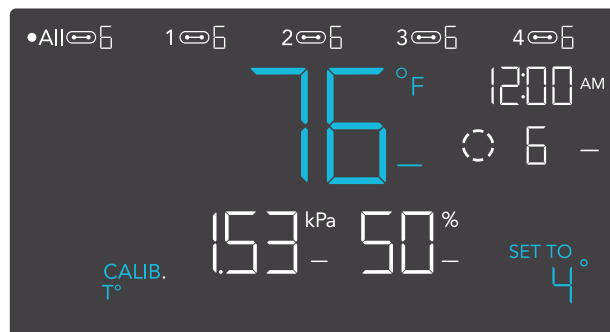 •All 6 1 6 2 6 3 6 4 6
76 °F 12:00 AM
6 –
1.53 kPa – 50 % –
CALIB. SET TO
T° 4°